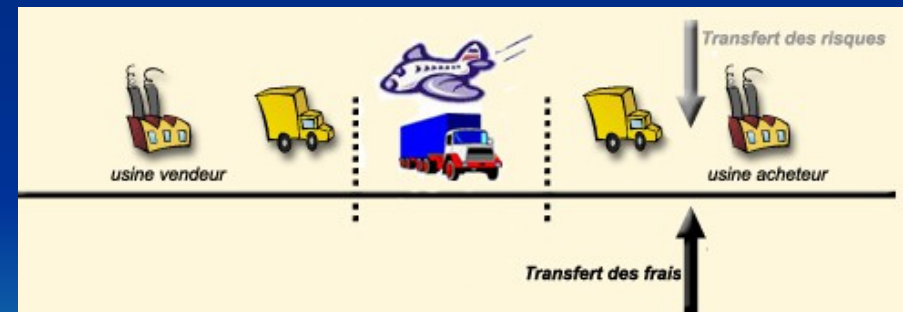 Transfert des risques
usine vendeur
usine acheteur
Transfert des frais